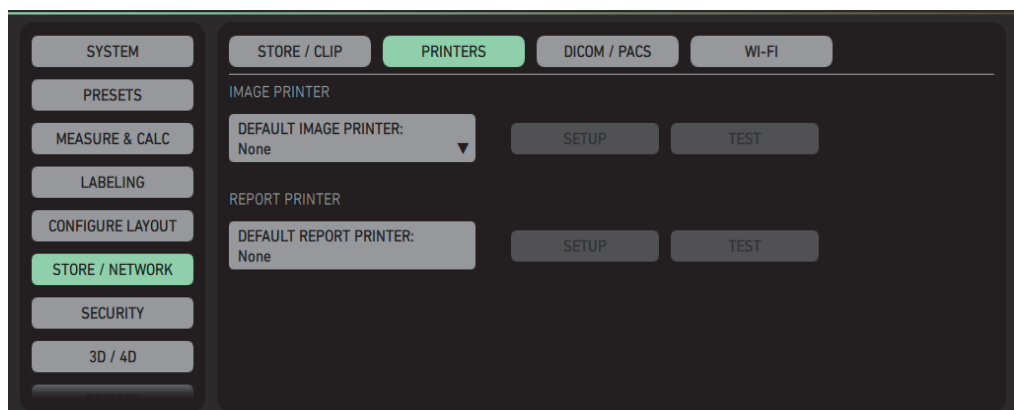 SYSTEM
PRESETS
MEASURE & CALC
LABELING
CONFIGURE LAYOUT
STORE / NETWORK
SECURITY
3D / 4D
STORE / CLIP
PRINTERS
DICOM / PACS
WI-FI
IMAGE PRINTER
DEFAULT IMAGE PRINTER:
None
SETUP
TEST
REPORT PRINTER
DEFAULT REPORT PRINTER:
None
SETUP
TEST